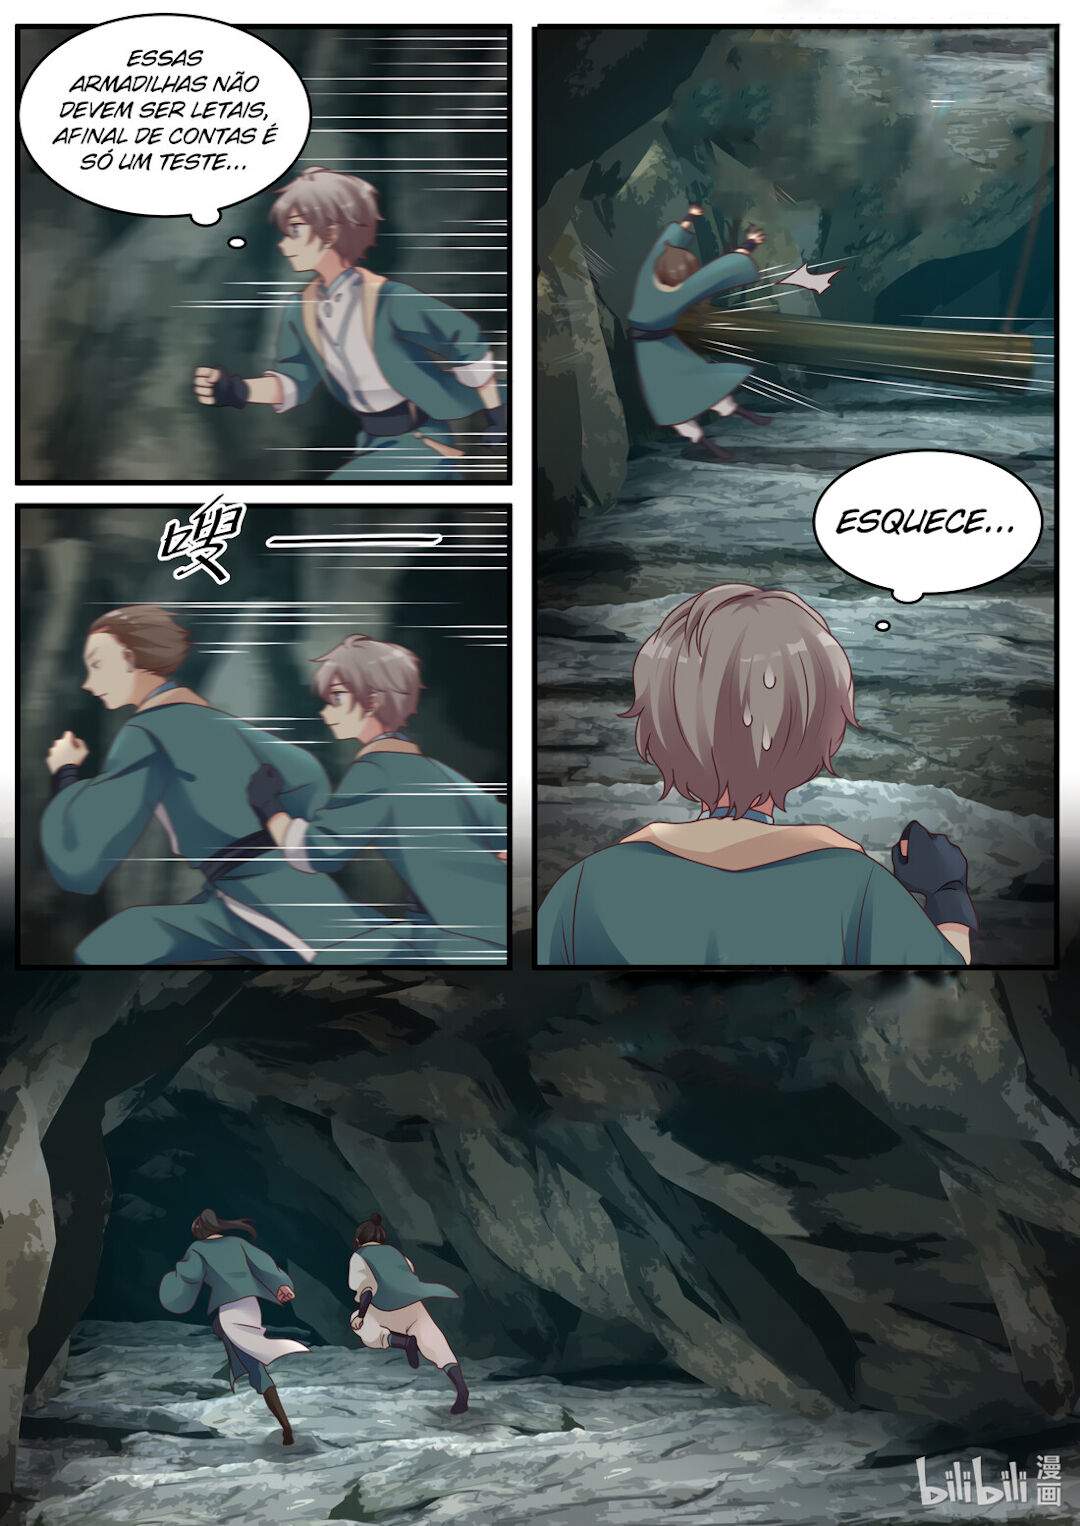 ESSAS
ARMADILHAS NÃO
DEVEM SER LETAIS,
AFINAL DE CONTAS É
SÓ UM TESTE...
嗖——
ESQUECE...
bilibili
漫画